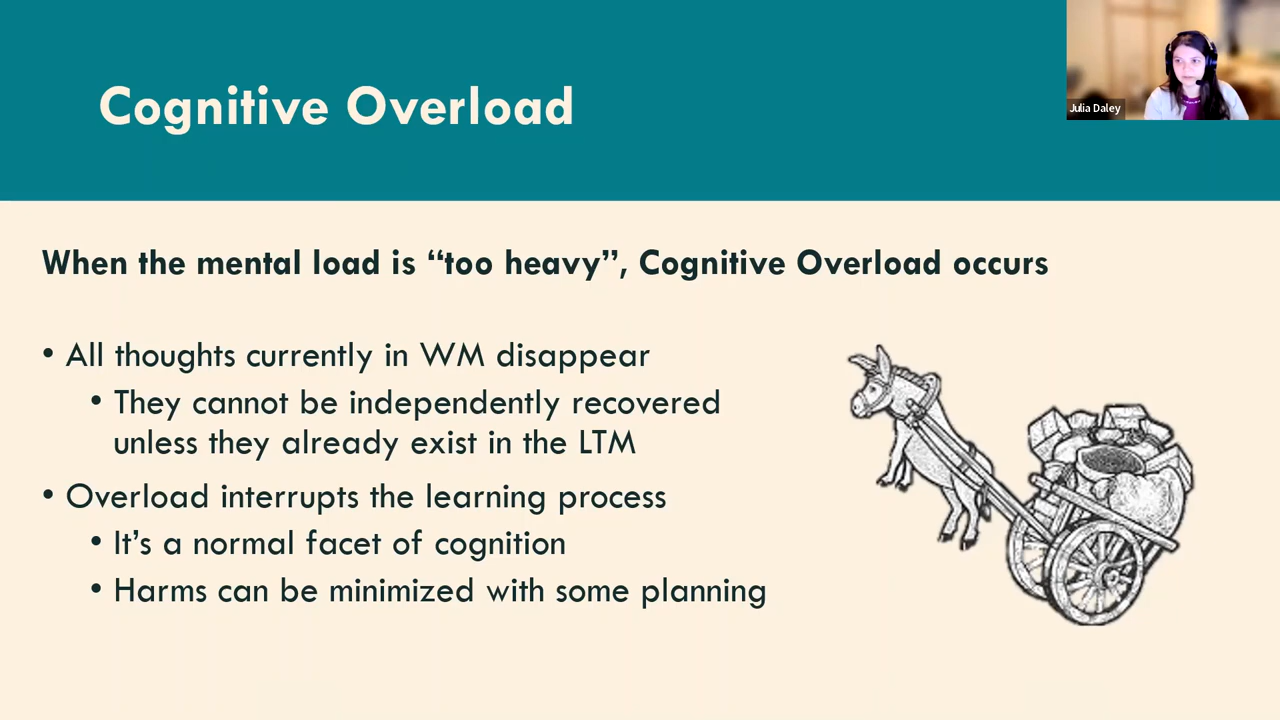 Cognitive Overload
Julia Daley
When the mental load is “too heavy”, Cognitive Overload occurs
• All thoughts currently in WM disappear
• They cannot be independently recovered
unless they already exist in the LTM
• Overload interrupts the learning process
• It’s a normal facet of cognition
• Harms can be minimized with some planning